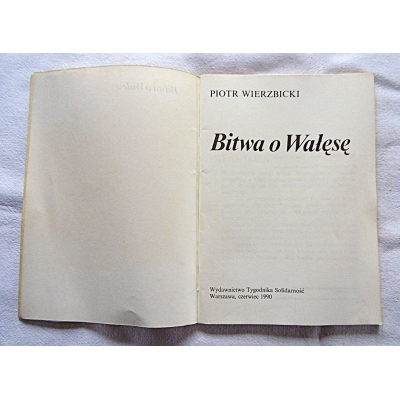 PIOTR WIERZBICKI
Bitwa o Wałęsę
Wydawnictwo Tygodnika Solidarność
Warszawa, czerwiec 1990